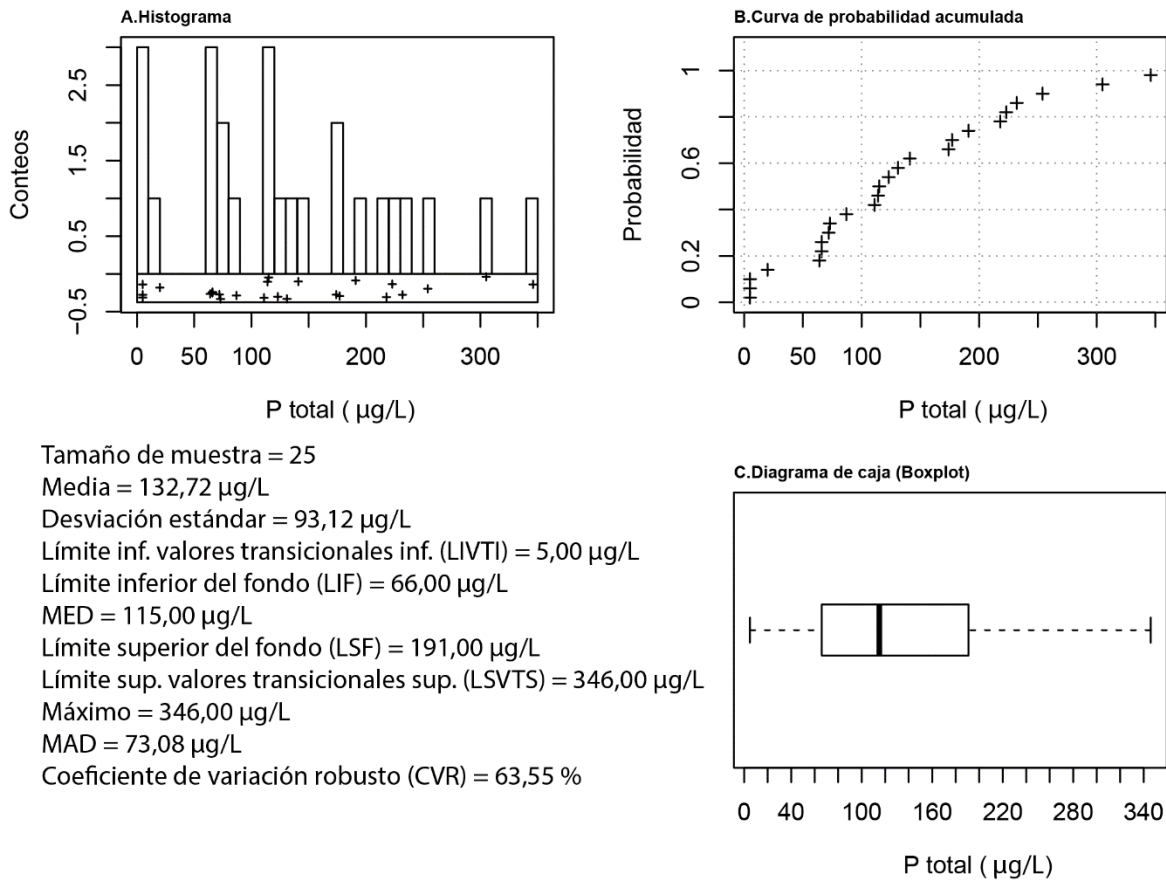 A.Histograma
Conteos
2.5
1.5
0.5
−0.5
0 50 100 200 300
P total ( µg/L)
B.Curva de probabilidad acumulada
Probabilidad
1
0.6
0.2
0
0 100 200 300
P total ( µg/L)
Tamaño de muestra = 25
Media = 132,72 µg/L
Desviación estándar = 93,12 µg/L
Límite inf. valores transicionales inf. (LIVTI) = 5,00 µg/L
Límite inferior del fondo (LIF) = 66,00 µg/L
MED = 115,00 µg/L
Límite superior del fondo (LSF) = 191,00 µg/L
Límite sup. valores transicionales sup. (LSVTS) = 346,00 µg/L
Máximo = 346,00 µg/L
MAD = 73,08 µg/L
Coeficiente de variación robusto (CVR) = 63,55 %
C.Diagrama de caja (Boxplot)
0 40 100 160 220 280 340
P total ( µg/L)